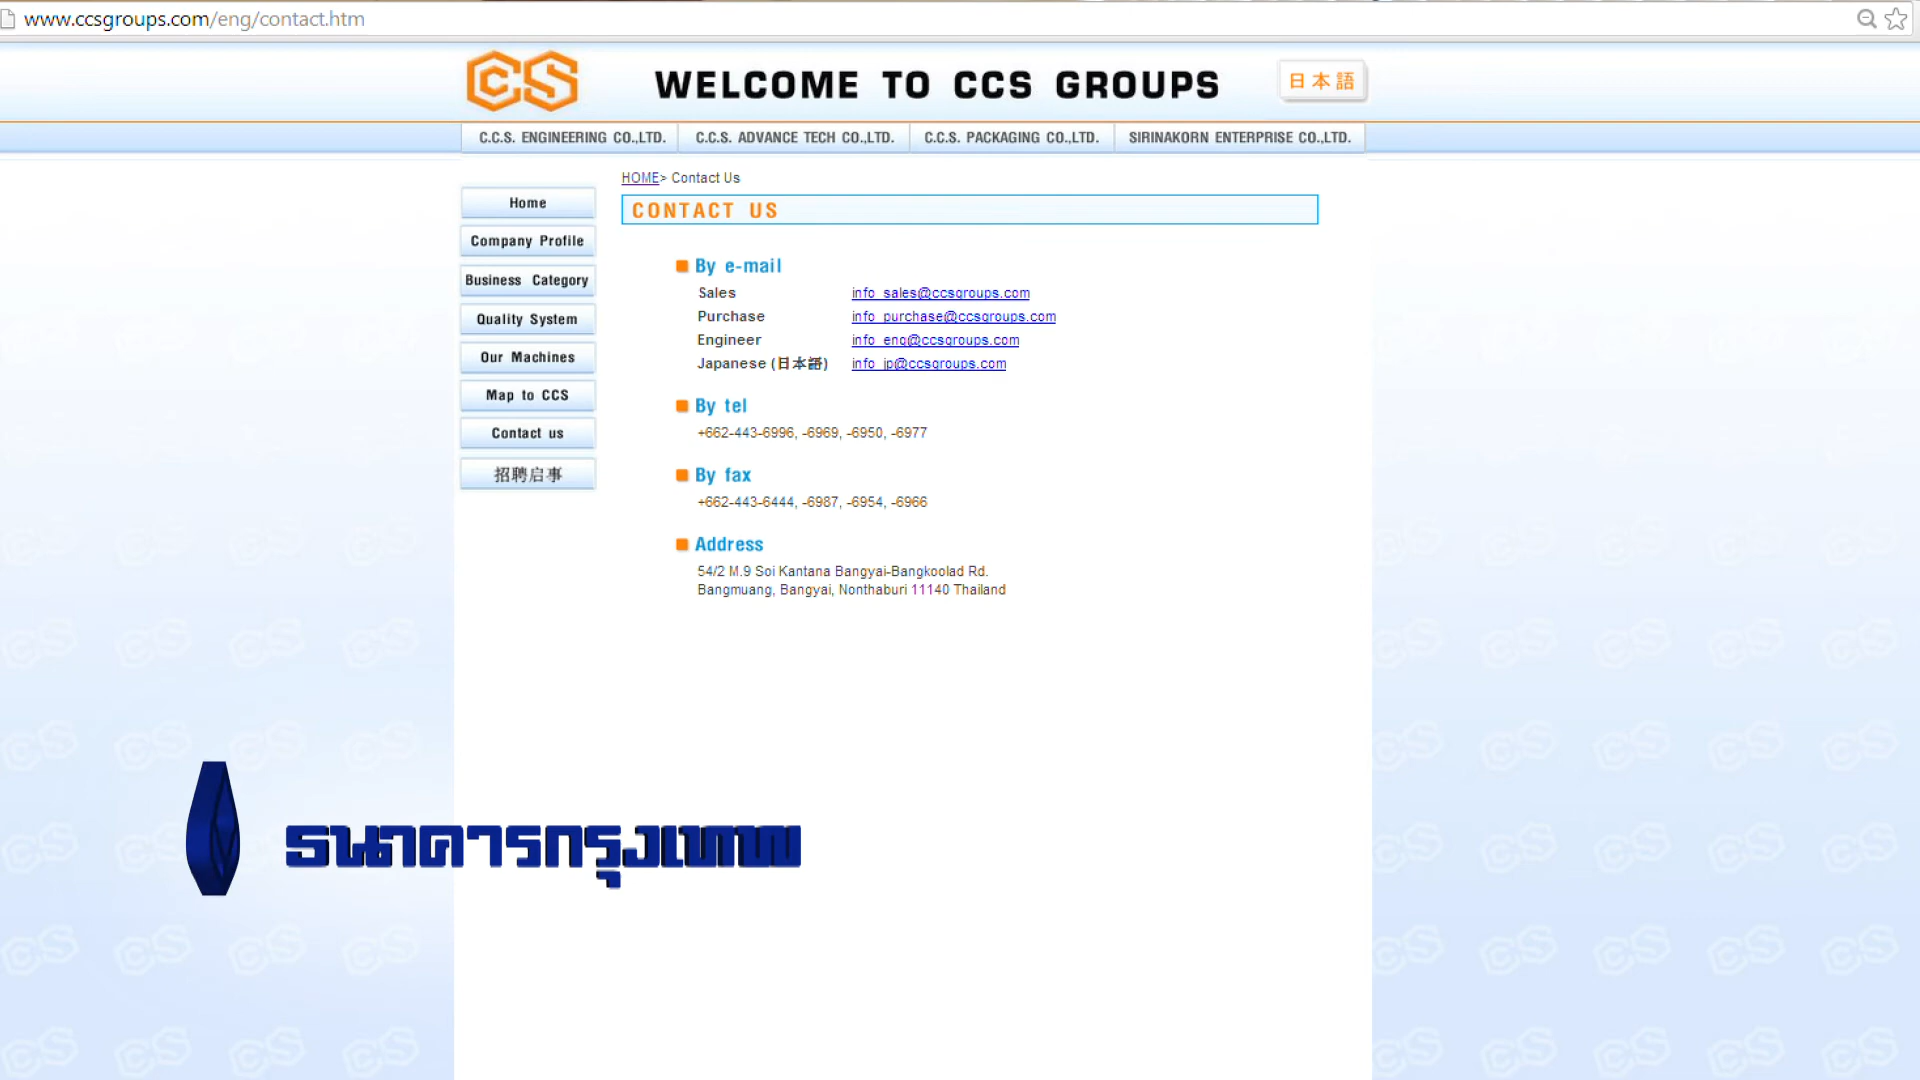 www.ccsgroups.com/eng/contact.htm
CCS WELCOME TO CCS GROUPS 日本語
C.C.S. ENGINEERING CO.,LTD. C.C.S. ADVANCE TECH CO.,LTD. C.C.S. PACKAGING CO.,LTD. SIRINAKORN ENTERPRISE CO.,LTD.
HOME> Contact Us
CONTACT US
Home
Company Profile
Business Category
Quality System
Our Machines
Map to CCS
Contact us
招聘启事
By e-mail
Sales info_sales@ccsgroups.com
Purchase info_purchase@ccsgroups.com
Engineer info_eng@ccsgroups.com
Japanese (日本語) info_jp@ccsgroups.com
By tel
+662-443-6996, -6969, -6950, -6977
By fax
+662-443-6444, -6987, -6954, -6966
Address
54/2 M.9 Soi Kantana Bangyai-Bangkoolad Rd.
Bangmuang, Bangyai, Nonthaburi 11140 Thailand
ธนาคารกรุงเทพ